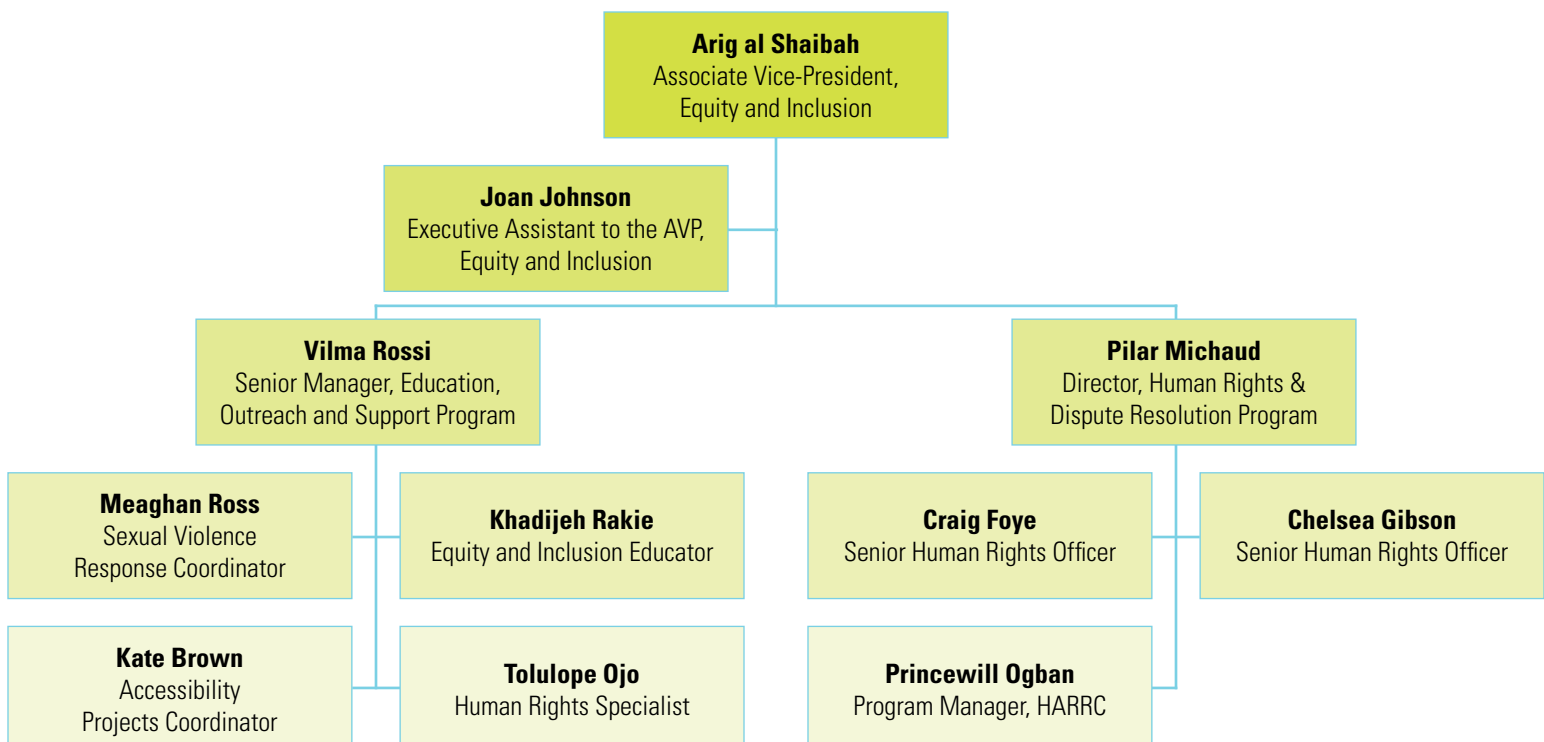 Arig al Shaibah
Associate Vice-President,
Equity and Inclusion
Joan Johnson
Executive Assistant to the AVP,
Equity and Inclusion
Vilma Rossi
Senior Manager, Education,
Outreach and Support Program
Pilar Michaud
Director, Human Rights &
Dispute Resolution Program
Meaghan Ross
Sexual Violence
Response Coordinator
Khadijeh Rakie
Equity and Inclusion Educator
Craig Foye
Senior Human Rights Officer
Chelsea Gibson
Senior Human Rights Officer
Kate Brown
Accessibility
Projects Coordinator
Tolulope Ojo
Human Rights Specialist
Princewill Ogban
Program Manager, HARRC